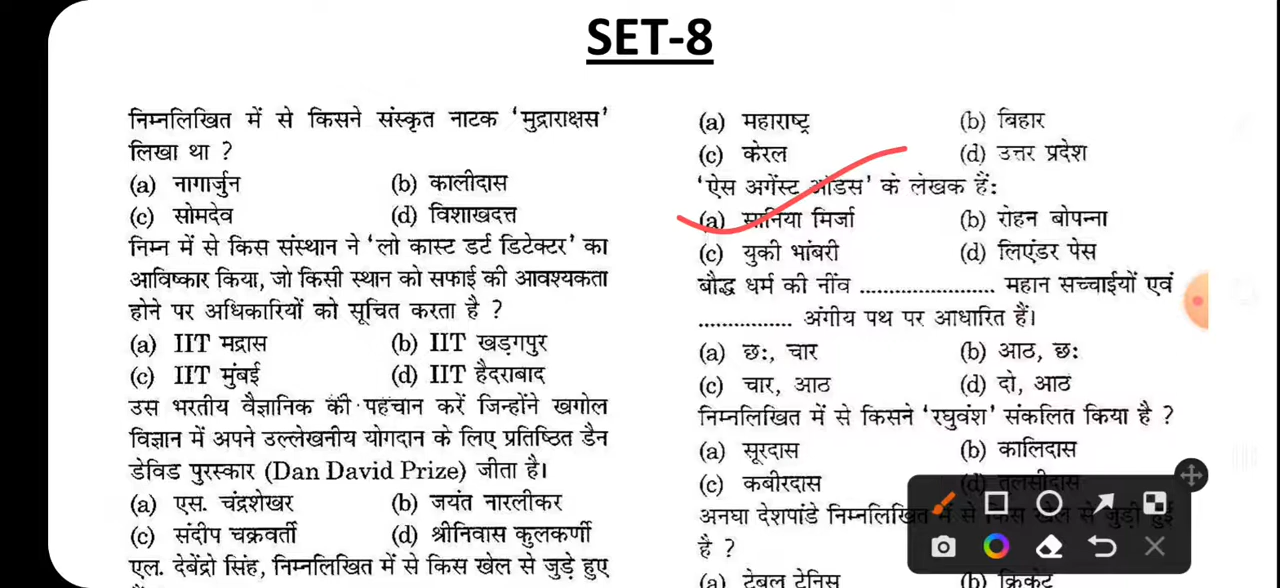 SET-8
निम्नलिखित में से किसने संस्कृत नाटक 'मुद्राराक्षस'
लिखा था ?
(a) नागार्जुन (b) कालीदास
(c) सोमदेव (d) विशाखदत्त
निम्न में से किस संस्थान ने 'लो कास्ट डर्ट डिटेक्टर' का
आविष्कार किया, जो किसी स्थान को सफाई की आवश्यकता
होने पर अधिकारियों को सूचित करता है ?
(a) IIT मद्रास (b) IIT खड़गपुर
(c) IIT मुंबई (d) IIT हैदराबाद
उस भरतीय वैज्ञानिक की पहचान करें जिन्होंने खगोल
विज्ञान में अपने उल्लेखनीय योगदान के लिए प्रतिष्ठित डैन
डेविड पुरस्कार (Dan David Prize) जीता है।
(a) एस. चंद्रशेखर (b) जयंत नारलीकर
(c) संदीप चक्रवर्ती (d) श्रीनिवास कुलकर्णी
एल. देबेंद्रो सिंह, निम्नलिखित में से किस खेल से जुड़े हुए
(a) महाराष्ट्र (b) बिहार
(c) केरल (d) उत्तर प्रदेश
'ऐस अगेंस्ट ऑडस' के लेखक हैं:
(a) सानिया मिर्जा (b) रोहन बोपन्ना
(c) युकी भांबरी (d) लिएंडर पेस
बौद्ध धर्म की नींव ....................... महान सच्चाईयों एवं
................ अंगीय पथ पर आधारित हैं।
(a) छः, चार (b) आठ, छः
(c) चार, आठ (d) दो, आठ
निम्नलिखित में से किसने 'रघुवंश' संकलित किया है ?
(a) सूरदास (b) कालिदास
(c) कबीरदास (d) तुलसीदास
अनघा देशपांडे निम्नलिखित में से किस खेल से जुड़ी हुई
है ?
(a) टेबल टेनिस (b) क्रिकेट